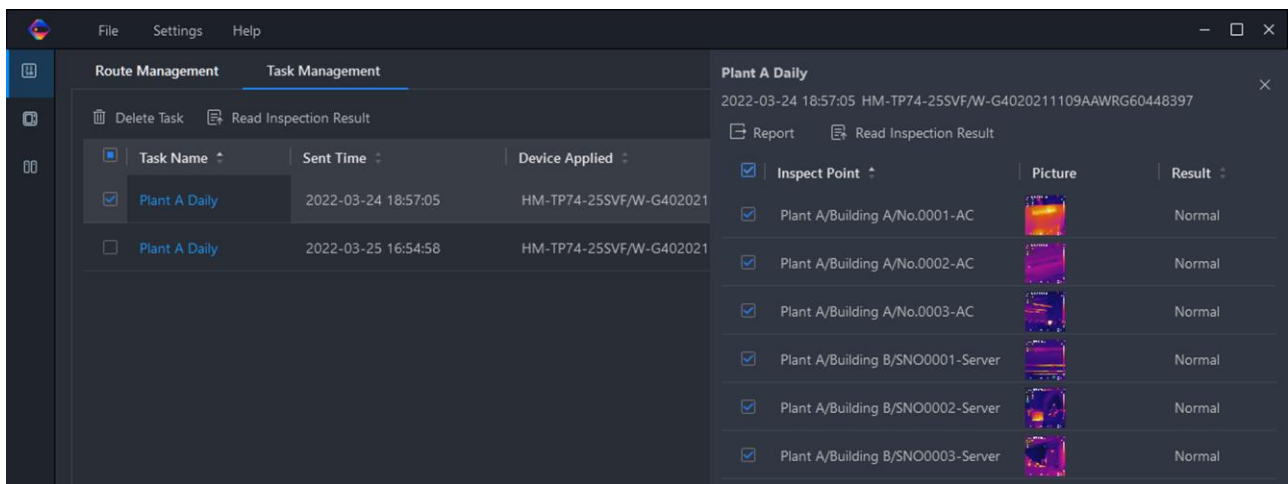 File Settings Help
Route Management Task Management
Delete Task Read Inspection Result
Task Name Sent Time Device Applied
Plant A Daily 2022-03-24 18:57:05 HM-TP74-25SVF/W-G402021
Plant A Daily 2022-03-25 16:54:58 HM-TP74-25SVF/W-G402021
Plant A Daily
2022-03-24 18:57:05 HM-TP74-25SVF/W-G4020211109AAWRG60448397
Report Read Inspection Result
Inspect Point Picture Result
Plant A/Building A/No.0001-AC Normal
Plant A/Building A/No.0002-AC Normal
Plant A/Building A/No.0003-AC Normal
Plant A/Building B/SNO0001-Server Normal
Plant A/Building B/SNO0002-Server Normal
Plant A/Building B/SNO0003-Server Normal